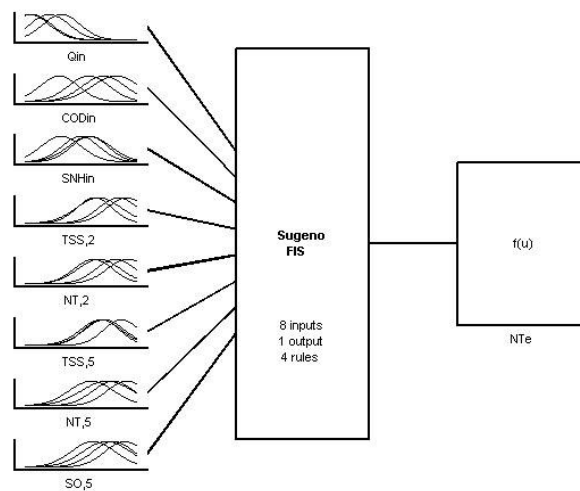 Qin
CODin
SNHin
TSS,2
NT,2
TSS,5
NT,5
SO,5
Sugeno
FIS
8 inputs
1 output
4 rules
f(u)
NTe